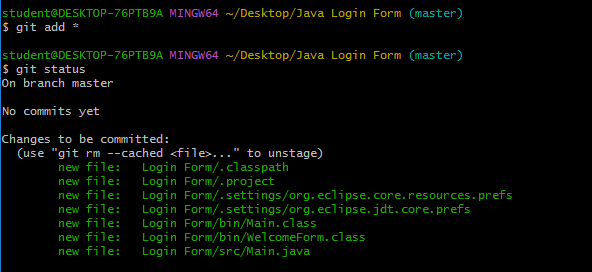 student@DESKTOP-76PTB9A MINGW64 ~/Desktop/Java Login Form (master)
$ git add *
student@DESKTOP-76PTB9A MINGW64 ~/Desktop/Java Login Form (master)
$ git status
On branch master
No commits yet
Changes to be committed:
  (use "git rm --cached <file>..." to unstage)
        new file:   Login Form/.classpath
        new file:   Login Form/.project
        new file:   Login Form/.settings/org.eclipse.core.resources.prefs
        new file:   Login Form/.settings/org.eclipse.jdt.core.prefs
        new file:   Login Form/bin/Main.class
        new file:   Login Form/bin/WelcomeForm.class
        new file:   Login Form/src/Main.java